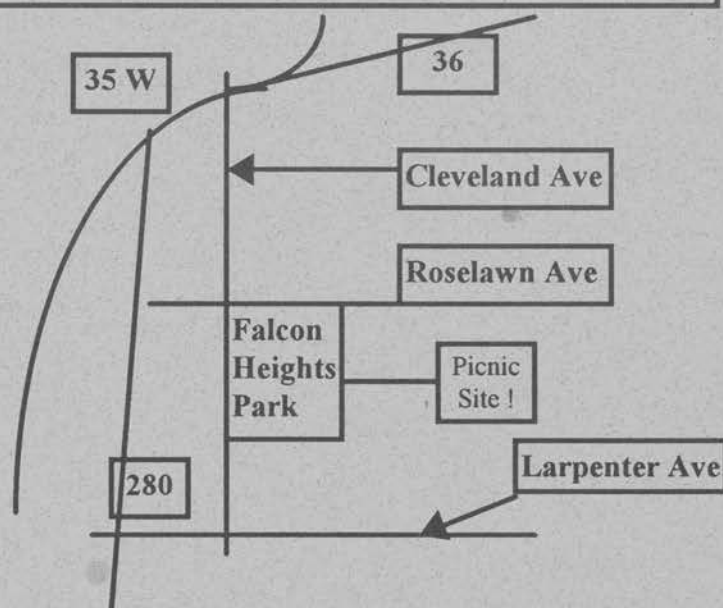 35 W
36
Cleveland Ave
Roselawn Ave
Falcon
Heights
Park
Picnic
Site !
280
Larpenter Ave